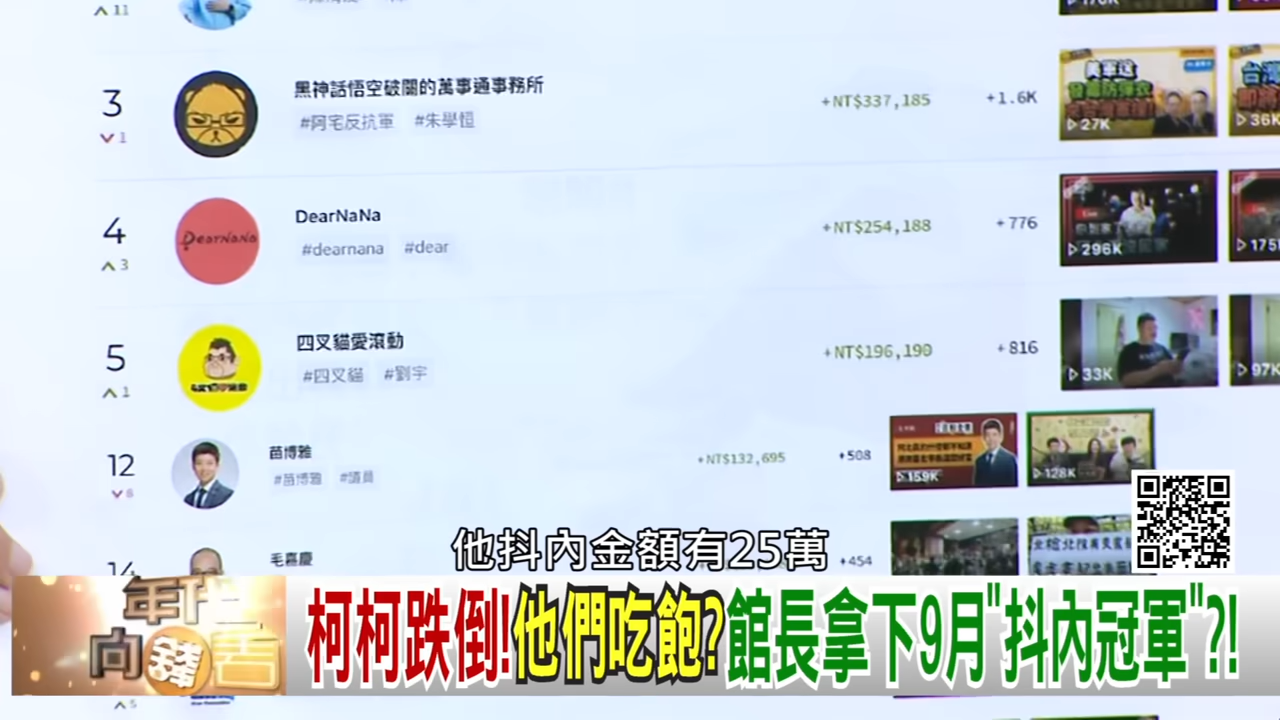 11
3
1
黑神話悟空破關的萬事通事務所
#阿宅反抗軍 #朱學恒
+NT$337,185
+1.6K
27K
36K
4
3
DearNaNa
#dearnana #dear
DearNaNa
+NT$254,188
+776
296K
175
5
1
四叉貓愛滾動
#四叉貓 #劉宇
+NT$196,190
+816
33K
97K
12
8
苗博雅
#苗博雅 #議員
+NT$132,695
+508
159K
128K
14
毛嘉慶
+454
他抖內金額有25萬
年代向錢看
柯柯跌倒!他們吃飽?館長拿下9月"抖內冠軍"?!
5